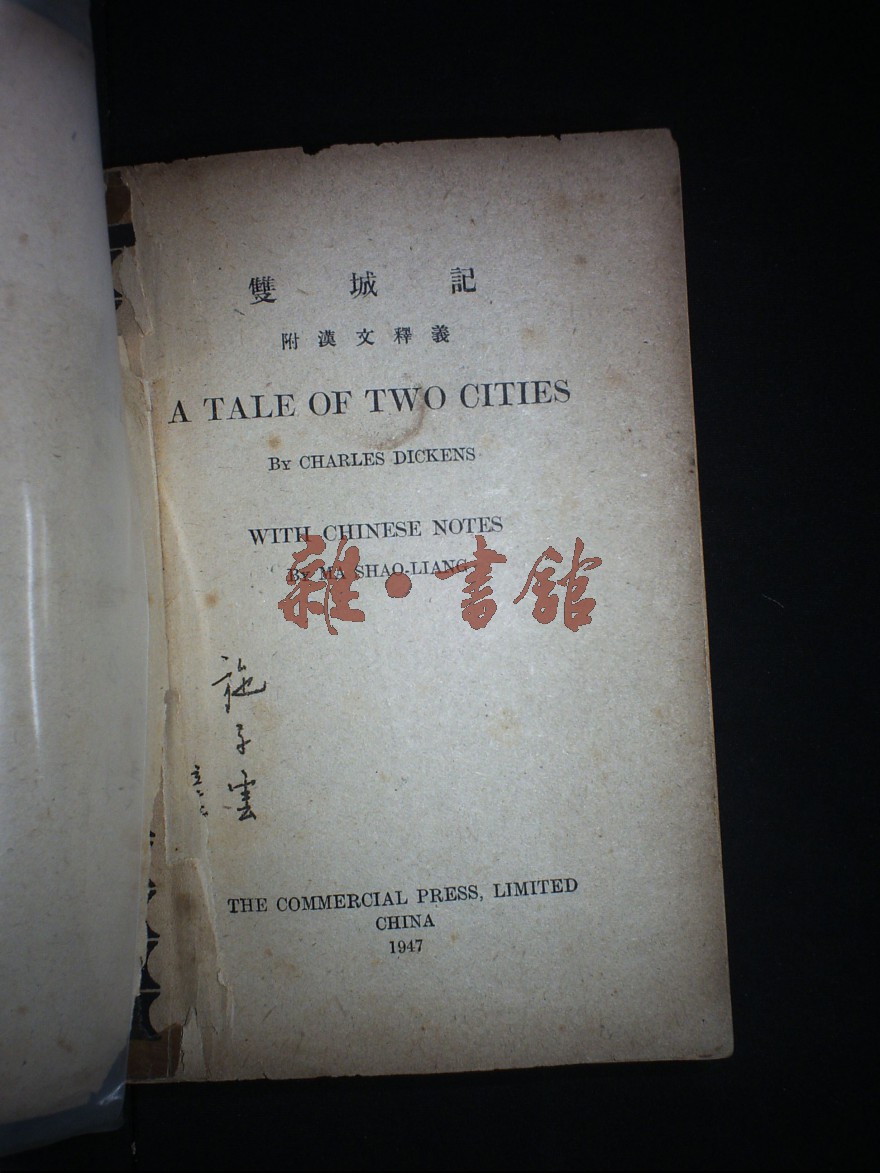 雙城記
附漢文釋義
A TALE OF TWO CITIES
By CHARLES DICKENS
WITH CHINESE NOTES
By MA SHAO-LIANG
雜·書館
施子雲
THE COMMERCIAL PRESS, LIMITED
CHINA
1947